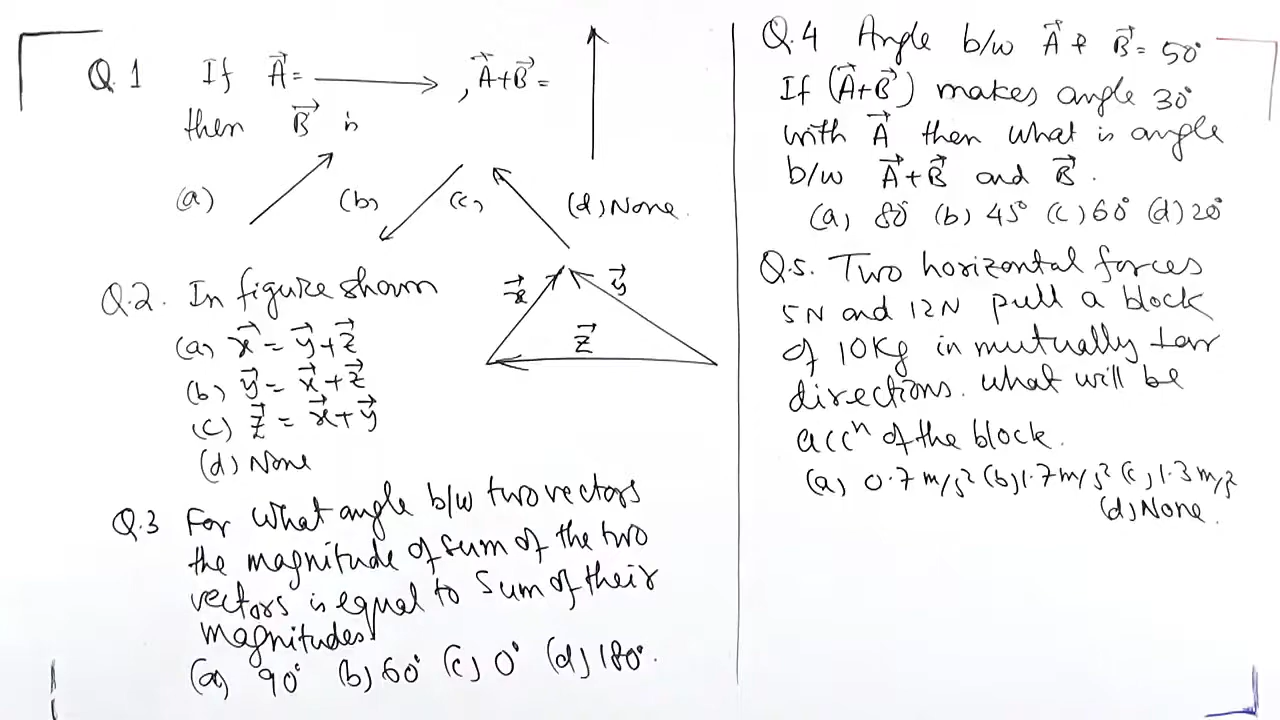 Q.1 If A⃗ = , A⃗+B⃗ =
then B⃗ is
(a) (b) (c) (d) None.
Q.2. In figure shown
(a) x⃗ = y⃗+z⃗
(b) y⃗ = x⃗+z⃗
(c) z⃗ = x⃗+y⃗
(d) None
x⃗ y⃗
z⃗
Q.3 For what angle b/w two vectors
the magnitude of sum of the two
vectors is equal to sum of their
magnitudes
(a) 90° (b) 60° (c) 0° (d) 180°.
Q.4 Angle b/w A⃗ & B⃗ = 50°
If (A⃗+B⃗) makes angle 30°
with A⃗ then what is angle
b/w A⃗+B⃗ and B⃗.
(a) 80° (b) 45° (c) 60° (d) 20°
Q.5. Two horizontal forces
5N and 12N pull a block
of 10Kg in mutually ⊥ar
directions. what will be
accⁿ of the block.
(a) 0.7 m/s² (b) 1.7 m/s² (c) 1.3 m/s²
(d) None.